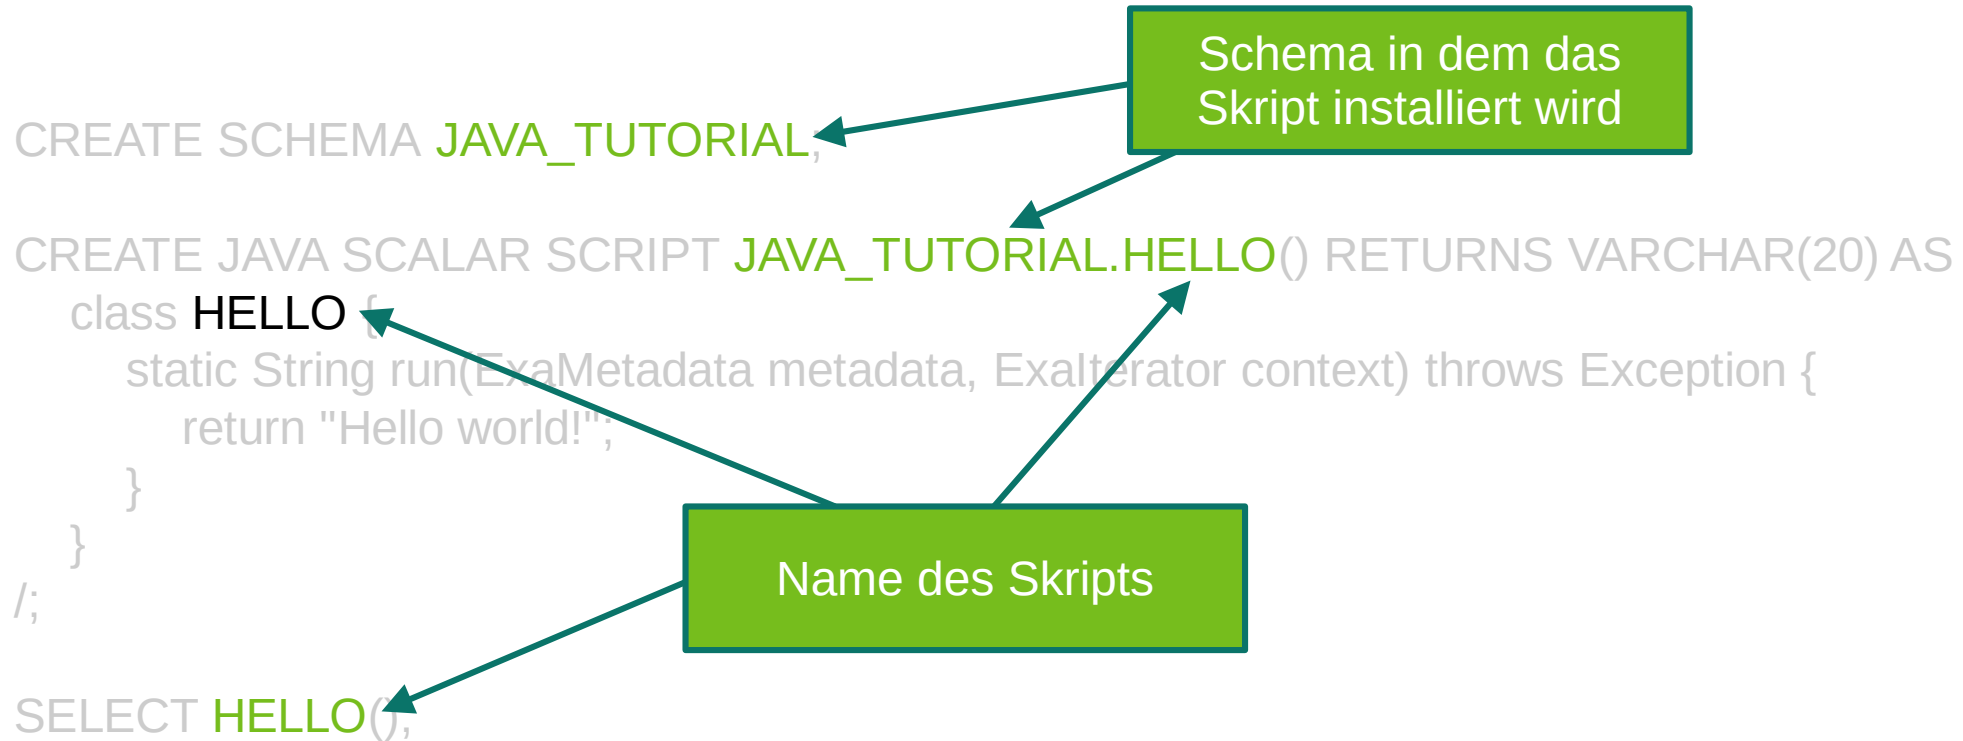 Schema in dem das
Skript installiert wird
CREATE SCHEMA JAVA_TUTORIAL;
CREATE JAVA SCALAR SCRIPT JAVA_TUTORIAL.HELLO() RETURNS VARCHAR(20) AS
class HELLO {
static String run(ExaMetadata metadata, ExaIterator context) throws Exception {
return "Hello world!";
}
}
/;
Name des Skripts
SELECT HELLO();